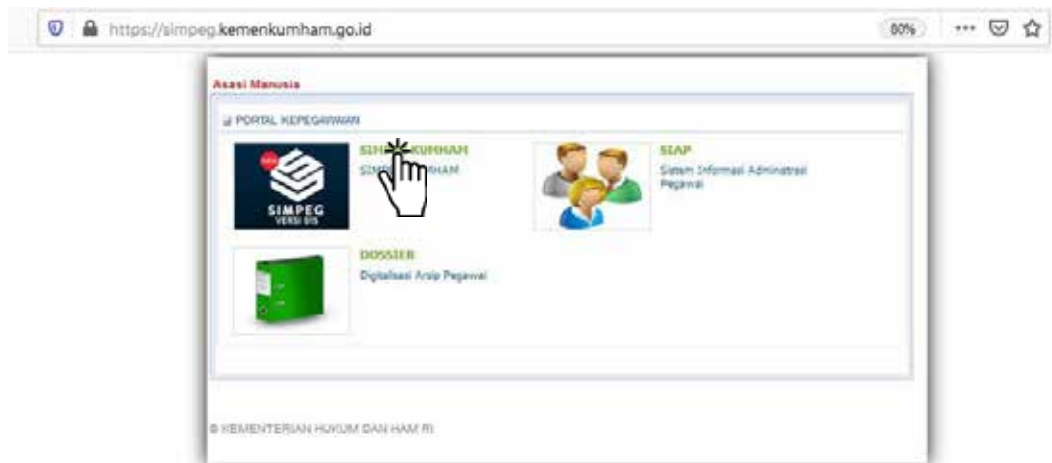 https://simpeg.kemenkumham.go.id
80%
Asasi Manusia
PORTAL KEPEGAWAIAN
KUMHAM
SIAP
Sistem Informasi Adminstrasi
Pegawai
SIMPEG
VERSI
DOSSIER
Digitalisasi Arsip Pegawai
© KEMENTERIAN HUKUM DAN HAM RI